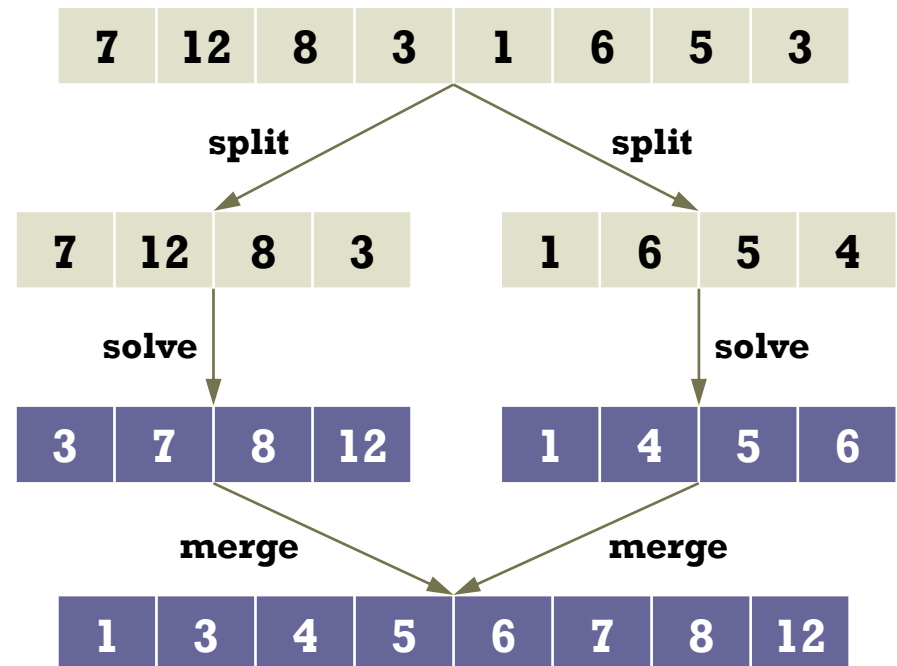 7 12 8 3 1 6 5 3
split split
7 12 8 3 1 6 5 4
solve solve
3 7 8 12 1 4 5 6
merge merge
1 3 4 5 6 7 8 12